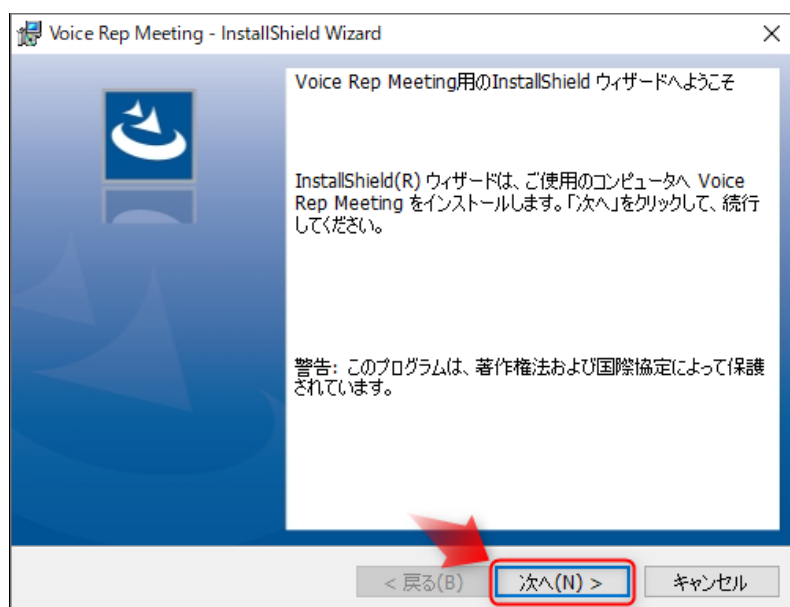 Voice Rep Meeting - InstallShield Wizard
Voice Rep Meeting用のInstallShield ウィザードへようこそ
InstallShield(R) ウィザードは、ご使用のコンピュータへ Voice
Rep Meeting をインストールします。「次へ」をクリックして、続行
してください。
警告: このプログラムは、著作権法および国際協定によって保護
されています。
< 戻る(B)
次へ(N) >
キャンセル